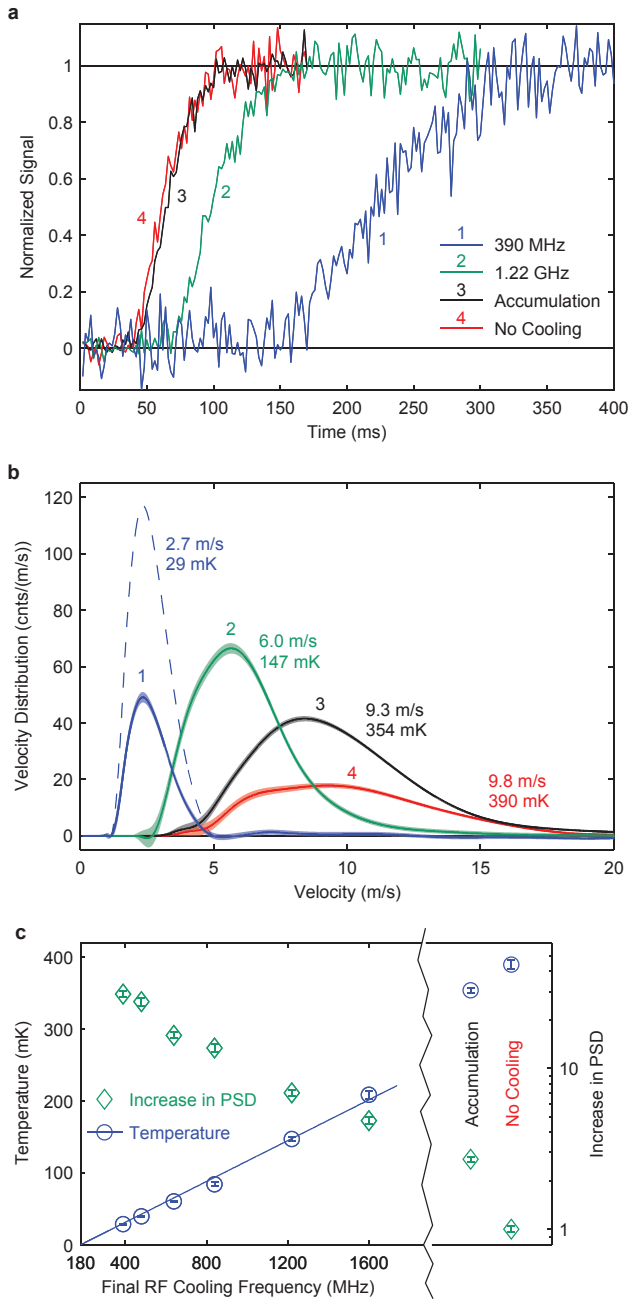 a
Normalized Signal
1
0.8
0.6
0.4
0.2
0
4
3
2
1
1 390 MHz
2 1.22 GHz
3 Accumulation
4 No Cooling
0 50 100 150 200 250 300 350 400
Time (ms)
b
Velocity Distribution (cnts/(m/s))
120
100
80
60
40
20
0
2.7 m/s
29 mK
1
2
6.0 m/s
147 mK
3
9.3 m/s
354 mK
4
9.8 m/s
390 mK
0 5 10 15 20
Velocity (m/s)
c
Temperature (mK)
400
300
200
100
0
Increase in PSD
Temperature
Accumulation
No Cooling
10
1
Increase in PSD
180 400 800 1200 1600
Final RF Cooling Frequency (MHz)